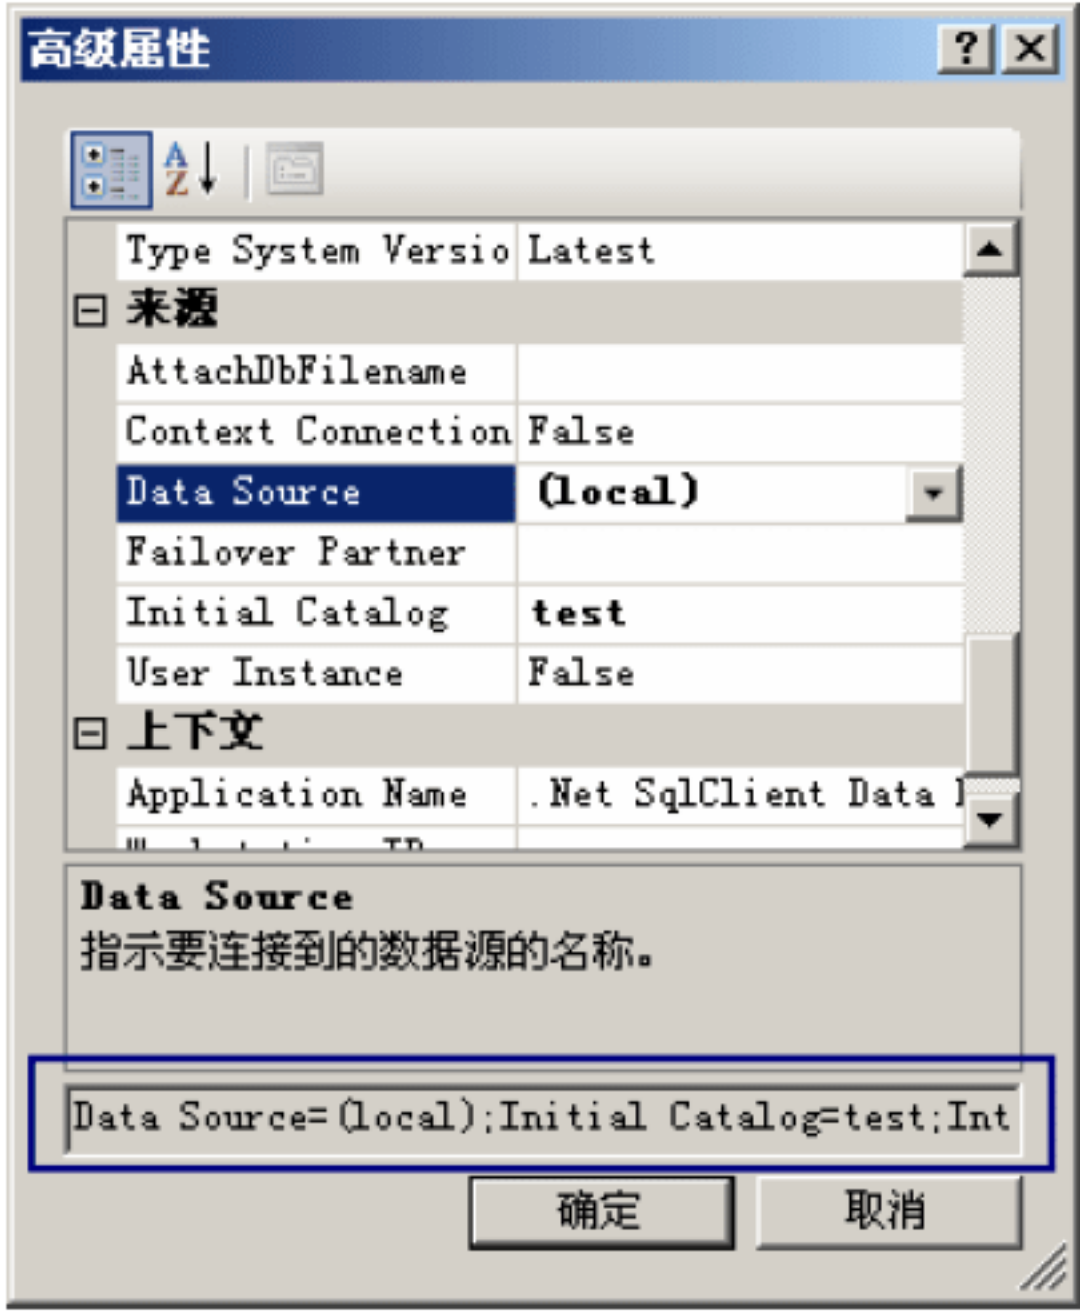 高级属性
Type System Versio Latest
来源
AttachDbFilename
Context Connection False
Data Source (local)
Failover Partner
Initial Catalog test
User Instance False
上下文
Application Name .Net SqlClient Data
Data Source
指示要连接到的数据源的名称。
Data Source=(local);Initial Catalog=test;Int
确定 取消